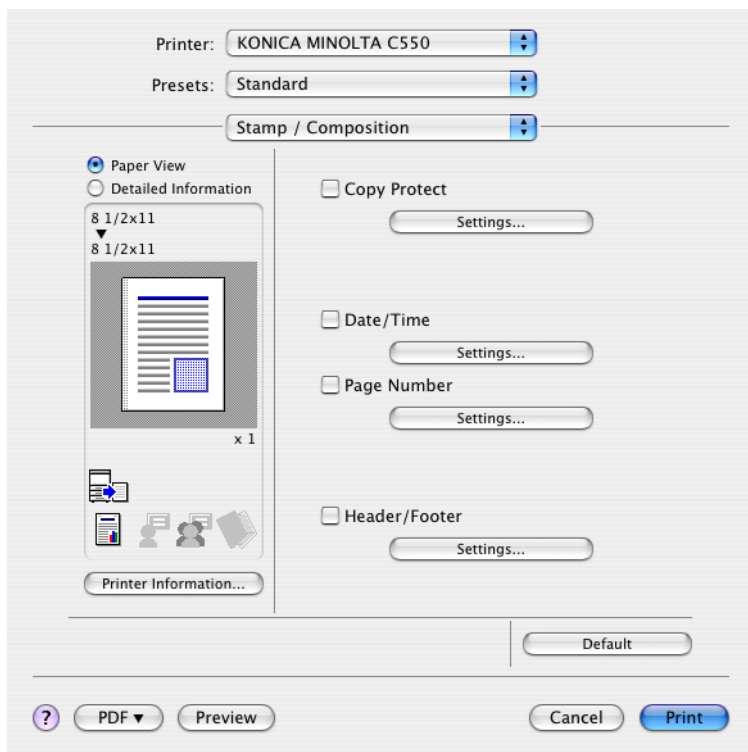 Printer: KONICA MINOLTA C550
Presets: Standard
Stamp / Composition
Paper View
Detailed Information
8 1/2x11
▼
8 1/2x11
x 1
Printer Information...
Copy Protect
Settings...
Date/Time
Settings...
Page Number
Settings...
Header/Footer
Settings...
Default
? PDF ▼ Preview Cancel Print